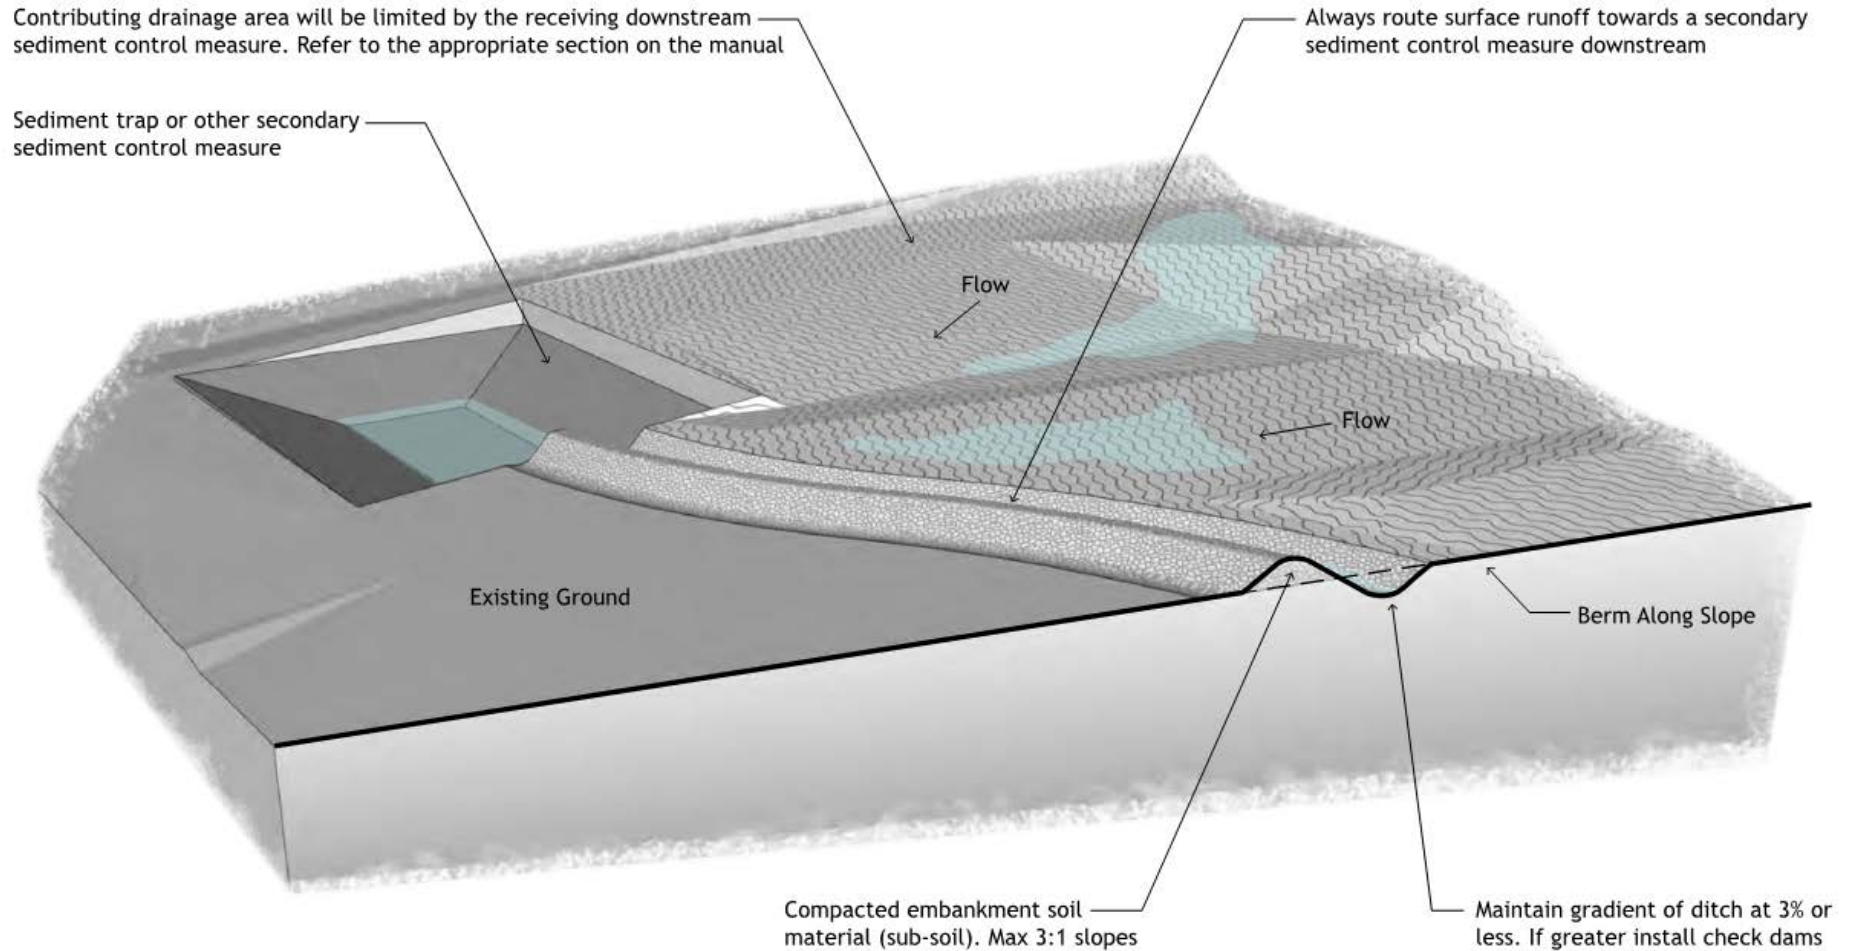 Contributing drainage area will be limited by the receiving downstream
sediment control measure. Refer to the appropriate section on the manual
Always route surface runoff towards a secondary
sediment control measure downstream
Sediment trap or other secondary
sediment control measure
Flow
Flow
Existing Ground
Berm Along Slope
Compacted embankment soil
material (sub-soil). Max 3:1 slopes
Maintain gradient of ditch at 3% or
less. If greater install check dams